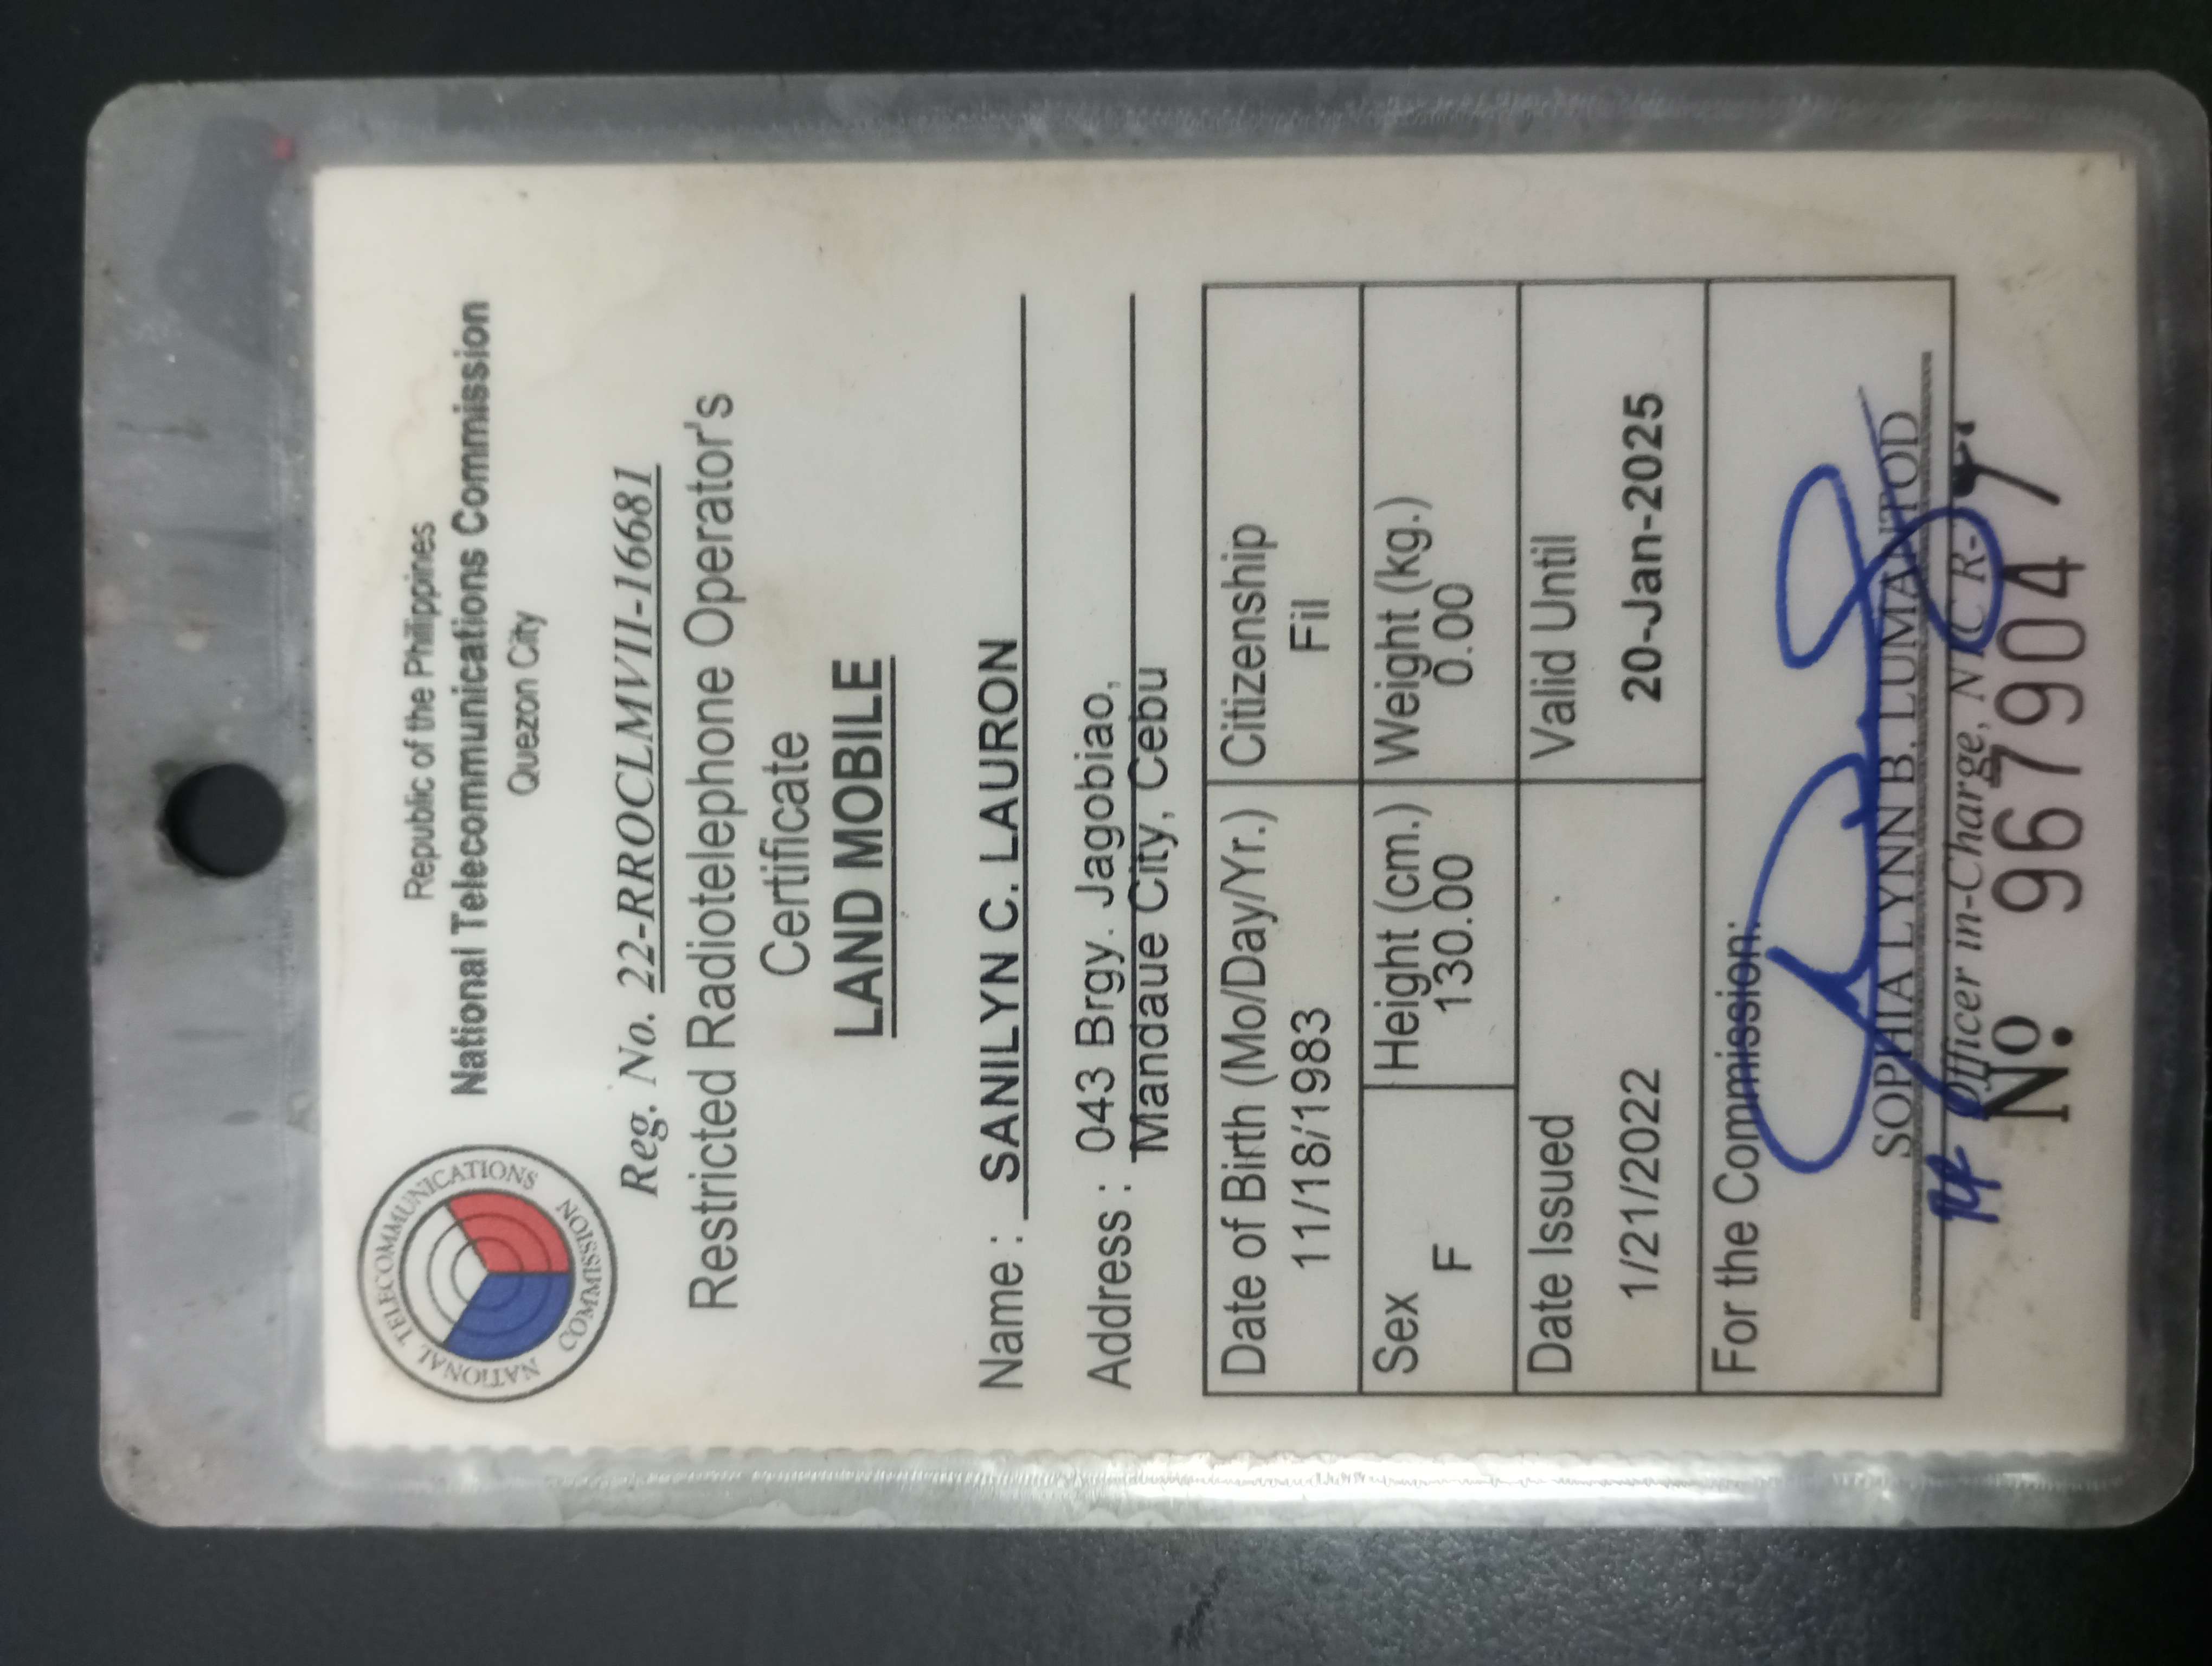 NATIONAL TELECOMMUNICATIONS COMMISSION
Republic of the Philippines
National Telecommunications Commission
Quezon City
Reg. No. 22-RROCLMVII-16681
Restricted Radiotelephone Operator's
Certificate
LAND MOBILE
Name : SANILYN C. LAURON
Address : 043 Brgy. Jagobiao,
Mandaue City, Cebu
Date of Birth (Mo/Day/Yr.) Citizenship
11/18/1983 Fil
Sex Height (cm.) Weight (kg.)
F 130.00 0.00
Date Issued Valid Until
1/21/2022 20-Jan-2025
For the Commission:
SOPHIA LYNN B. LUMANTOD
Officer in-Charge, NTC R-
No. 967904